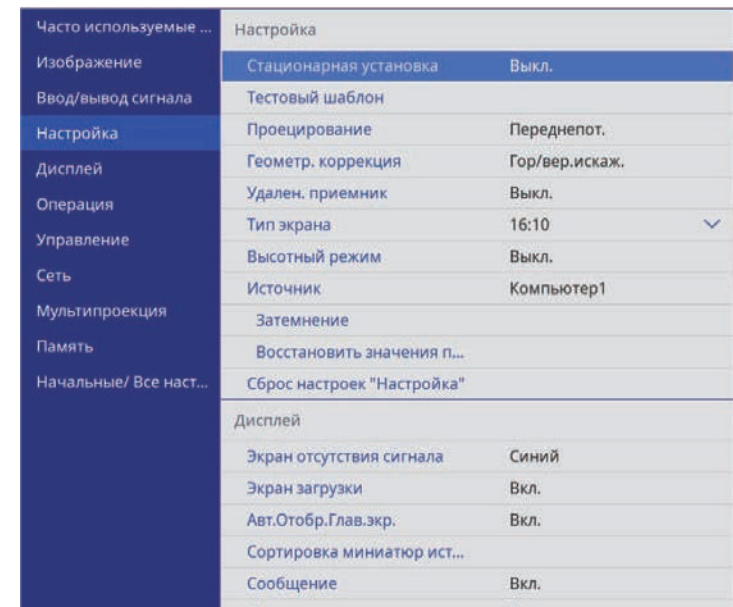 Часто используемые ...
Изображение
Ввод/вывод сигнала
Настройка
Дисплей
Операция
Управление
Сеть
Мультипроекция
Память
Начальные/ Все наст...
Настройка
Стационарная установка Выкл.
Тестовый шаблон
Проецирование Переднепот.
Геометр. коррекция Гор/вер.искаж.
Удален. приемник Выкл.
Тип экрана 16:10
Высотный режим Выкл.
Источник Компьютер1
Затемнение
Восстановить значения п...
Сброс настроек "Настройка"
Дисплей
Экран отсутствия сигнала Синий
Экран загрузки Вкл.
Авт.Отобр.Глав.экр. Вкл.
Сортировка миниатюр ист...
Сообщение Вкл.